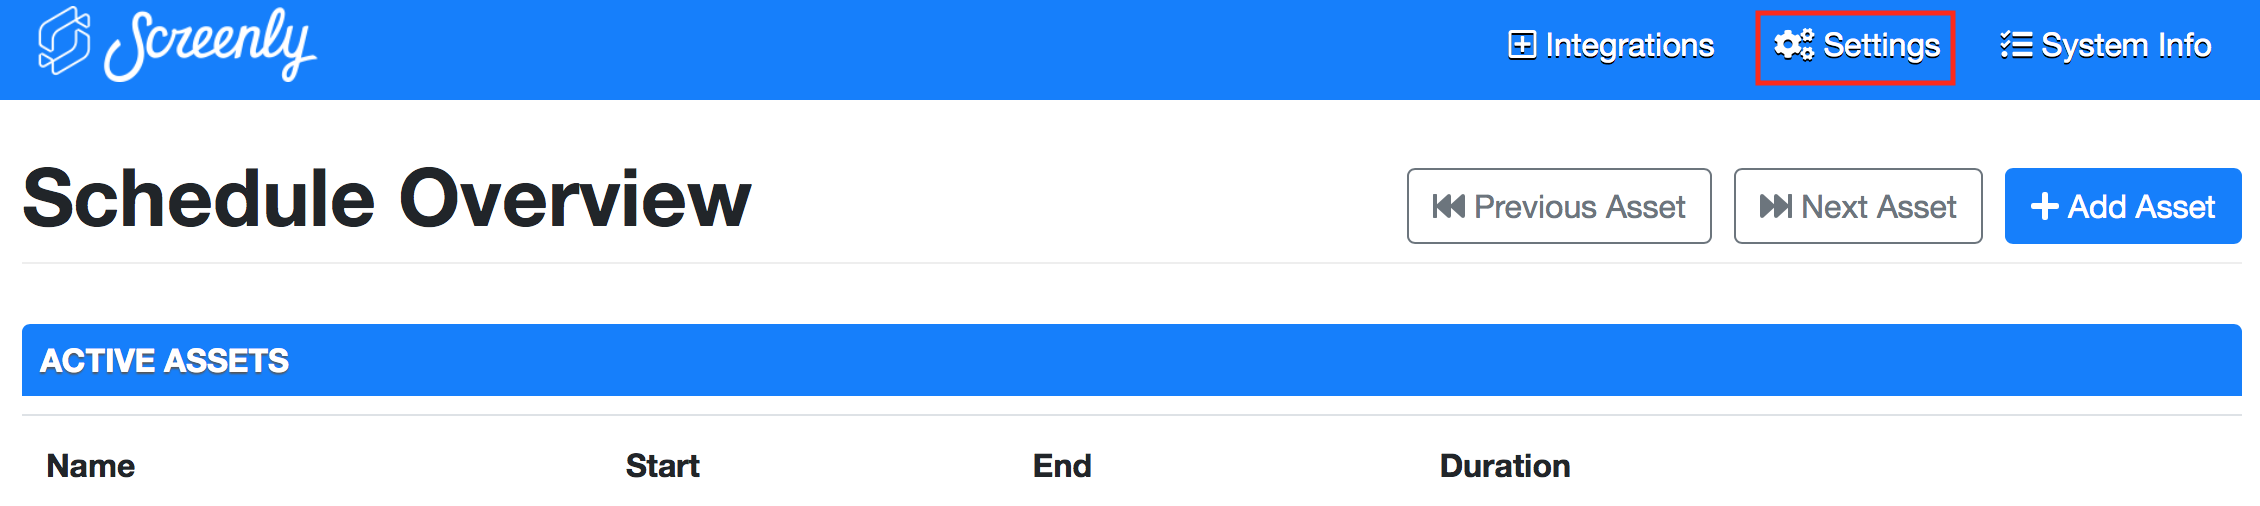 Screenly Integrations Settings System Info
Schedule Overview Previous Asset Next Asset Add Asset
ACTIVE ASSETS
Name Start End Duration